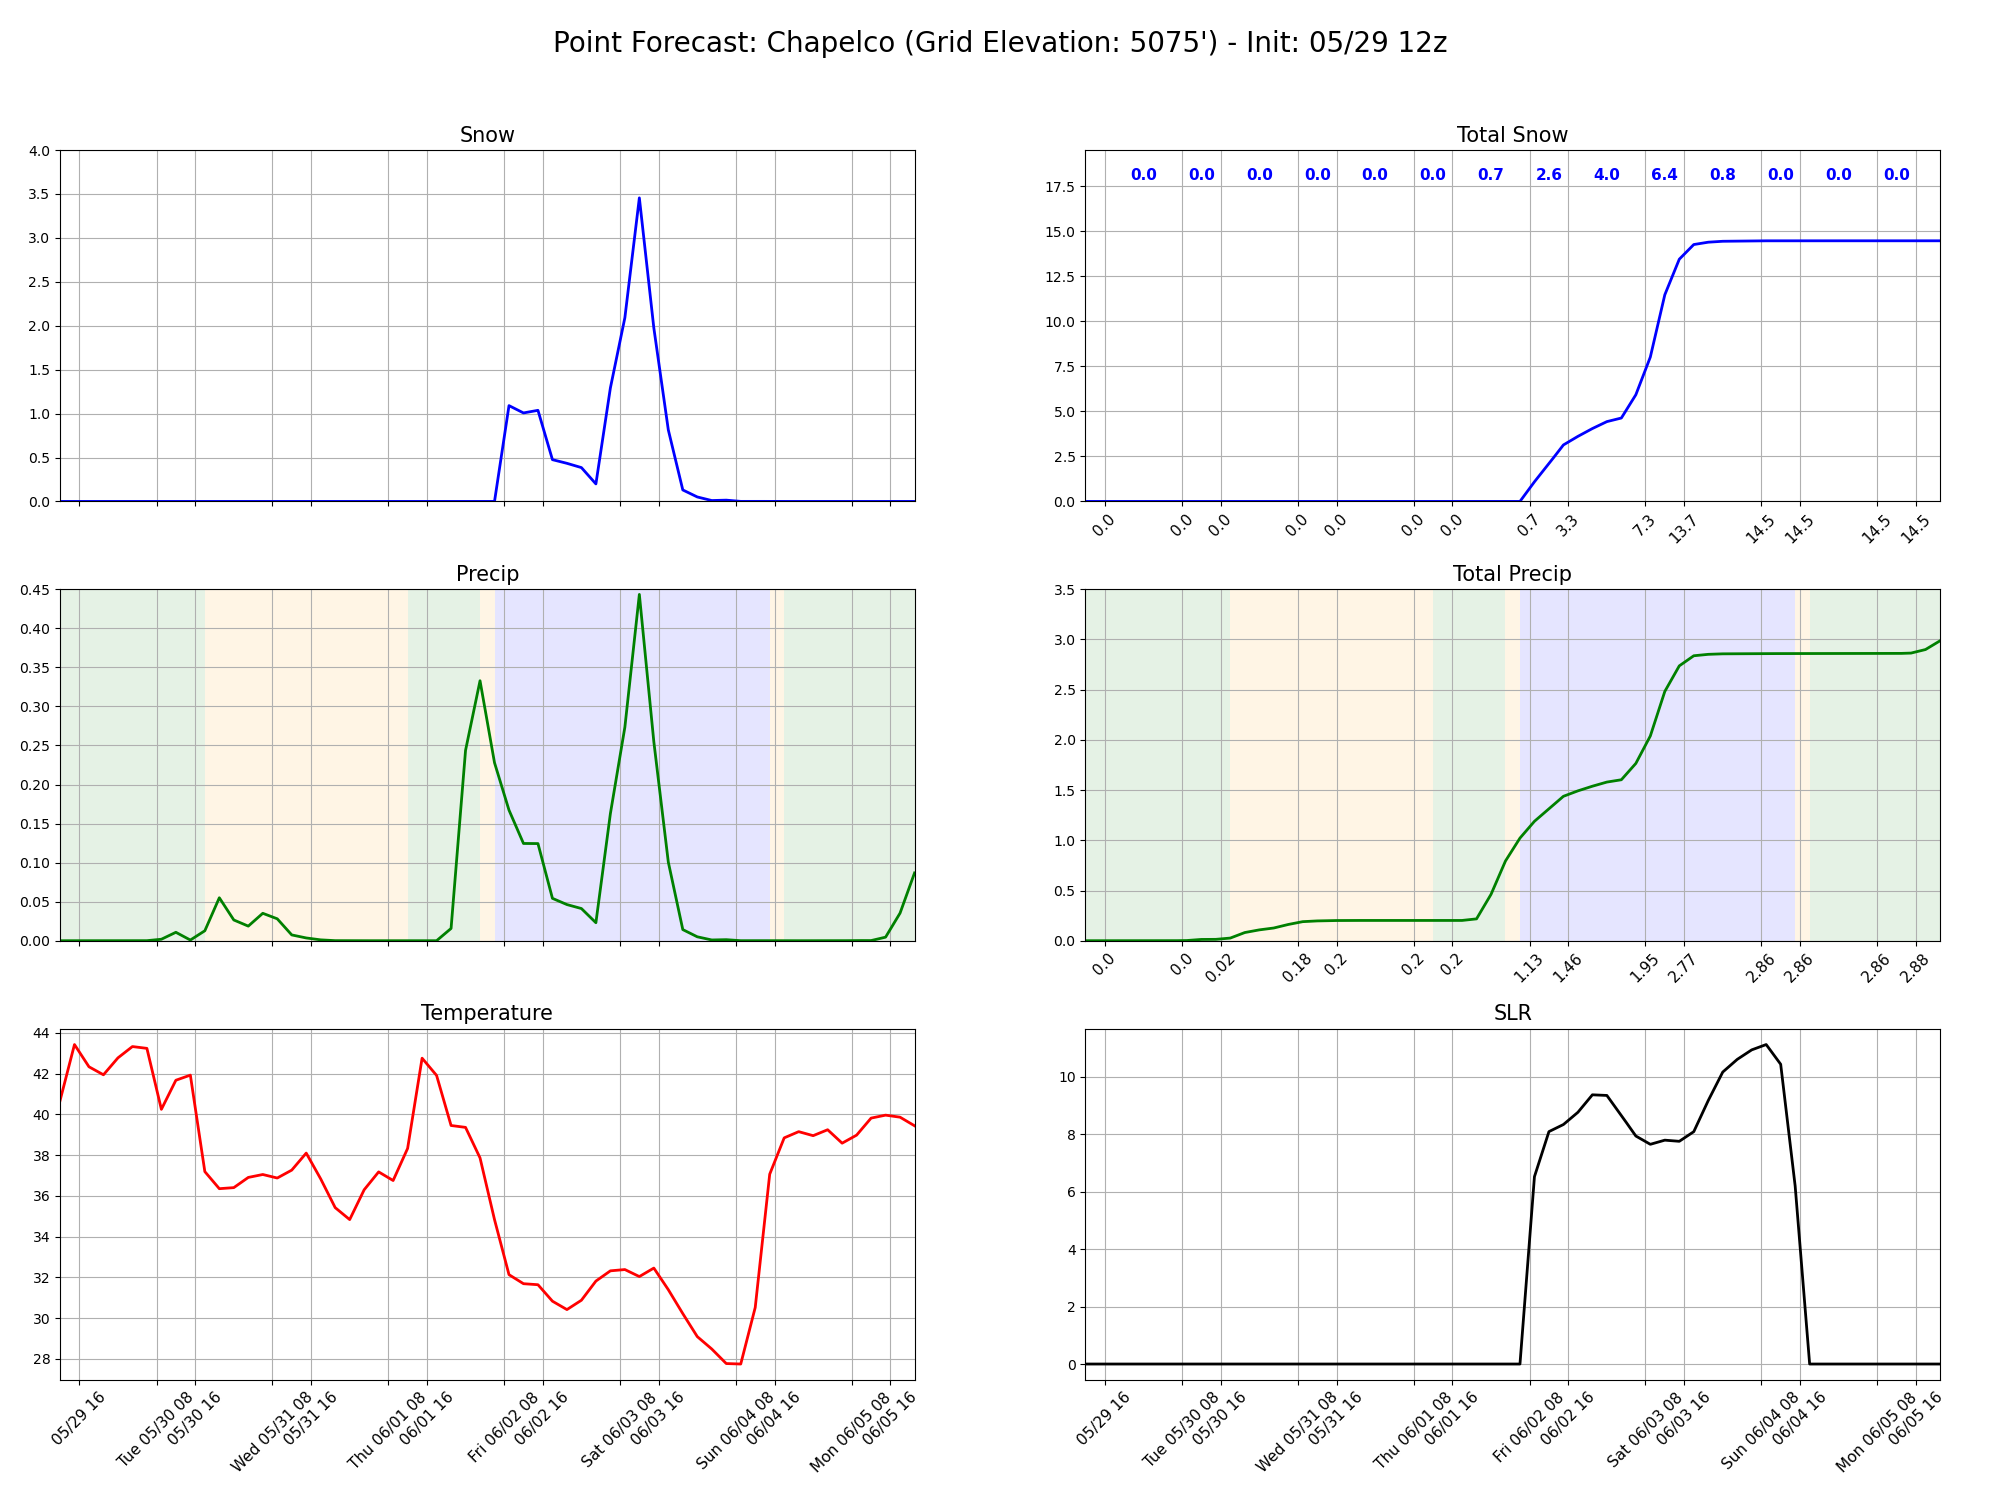 Point Forecast: Chapelco (Grid Elevation: 5075') - Init: 05/29 12z
Snow
4.0
3.5
3.0
2.5
2.0
1.5
1.0
0.5
0.0
Total Snow
0.0 0.0 0.0 0.0 0.0 0.0 0.7 2.6 4.0 6.4 0.8 0.0 0.0 0.0
17.5
15.0
12.5
10.0
7.5
5.0
2.5
0.0
0.0 0.0 0.0 0.0 0.0 0.0 0.0 0.7 3.3 7.3 13.7 14.5 14.5 14.5 14.5
Precip
0.45
0.40
0.35
0.30
0.25
0.20
0.15
0.10
0.05
0.00
Total Precip
3.5
3.0
2.5
2.0
1.5
1.0
0.5
0.0
0.0 0.0 0.02 0.18 0.2 0.2 0.2 1.13 1.46 1.95 2.77 2.86 2.86 2.86 2.88
Temperature
44
42
40
38
36
34
32
30
28
05/29 16
Tue 05/30 08
05/30 16
Wed 05/31 08
05/31 16
Thu 06/01 08
06/01 16
Fri 06/02 08
06/02 16
Sat 06/03 08
06/03 16
Sun 06/04 08
06/04 16
Mon 06/05 08
06/05 16
SLR
10
8
6
4
2
0
05/29 16
Tue 05/30 08
05/30 16
Wed 05/31 08
05/31 16
Thu 06/01 08
06/01 16
Fri 06/02 08
06/02 16
Sat 06/03 08
06/03 16
Sun 06/04 08
06/04 16
Mon 06/05 08
06/05 16